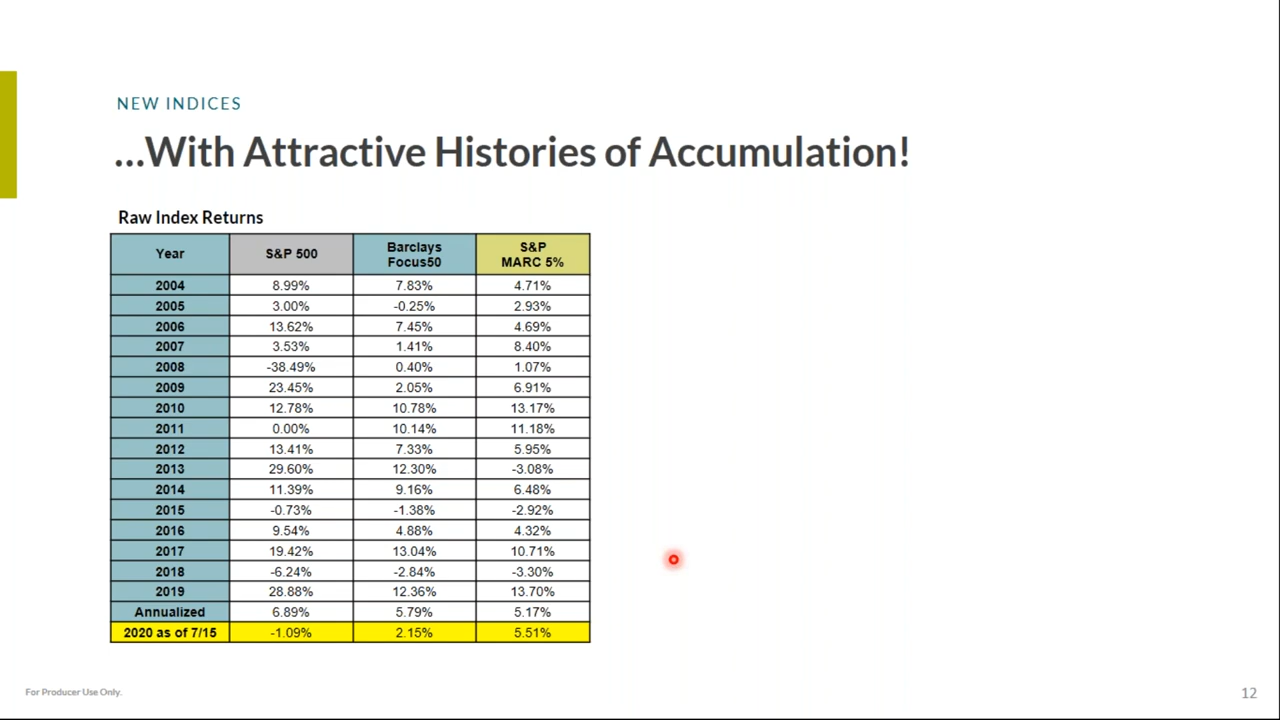 NEW INDICES
...With Attractive Histories of Accumulation!
Raw Index Returns
Year S&P 500 Barclays Focus50 S&P MARC 5%
2004 8.99% 7.83% 4.71%
2005 3.00% -0.25% 2.93%
2006 13.62% 7.45% 4.69%
2007 3.53% 1.41% 8.40%
2008 -38.49% 0.40% 1.07%
2009 23.45% 2.05% 6.91%
2010 12.78% 10.78% 13.17%
2011 0.00% 10.14% 11.18%
2012 13.41% 7.33% 5.95%
2013 29.60% 12.30% -3.08%
2014 11.39% 9.16% 6.48%
2015 -0.73% -1.38% -2.92%
2016 9.54% 4.88% 4.32%
2017 19.42% 13.04% 10.71%
2018 -6.24% -2.84% -3.30%
2019 28.88% 12.36% 13.70%
Annualized 6.89% 5.79% 5.17%
2020 as of 7/15 -1.09% 2.15% 5.51%
For Producer Use Only.
12